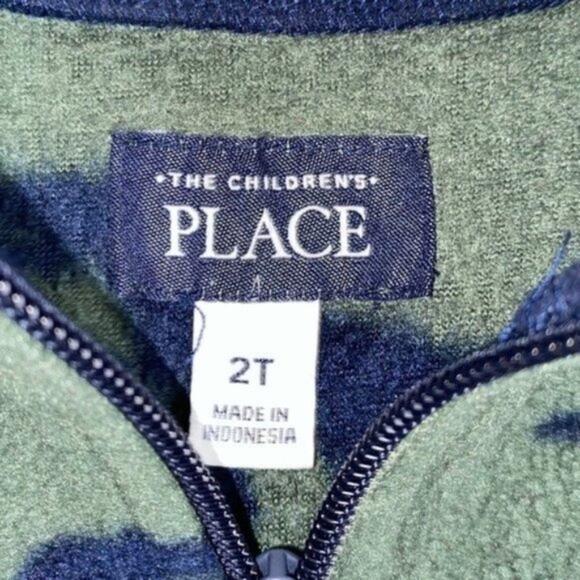 •THE CHILDREN'S•
PLACE
2T
MADE IN
INDONESIA